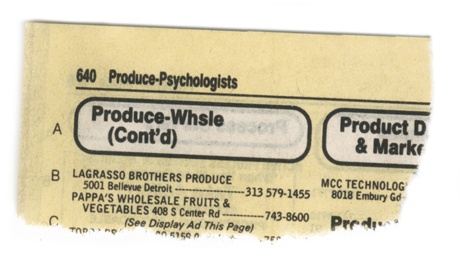 640 Produce-Psychologists
A
Produce-Whsle
(Cont'd)
B
LAGRASSO BROTHERS PRODUCE
5001 Bellevue Detroit 313 579-1455
PAPPA'S WHOLESALE FRUITS &
VEGETABLES 408 S Center Rd 743-8600
(See Display Ad This Page)
C
Product D
& Marke
MCC TECHNOLOG
8018 Embury Gd